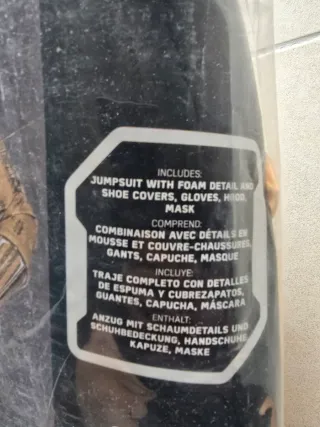 INCLUDES:
JUMPSUIT WITH FOAM DETAIL AND
SHOE COVERS, GLOVES, HOOD,
MASK
COMPREND:
COMBINAISON AVEC DÉTAILS EN
MOUSSE ET COUVRE-CHAUSSURES,
GANTS, CAPUCHE, MASQUE
INCLUYE:
TRAJE COMPLETO CON DETALLES
DE ESPUMA Y CUBREZAPATOS,
GUANTES, CAPUCHA, MÁSCARA
ENTHÄLT:
ANZUG MIT SCHAUMDETAILS UND
SCHUHBEDECKUNG, HANDSCHUHE,
KAPUZE, MASKE